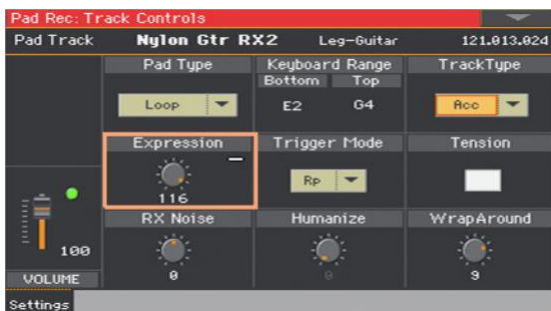 Pad Rec: Track Controls
Pad Track Nylon Gtr RX2 Leg-Guitar 121.013.024
Pad Type Keyboard Range TrackType
Bottom Top
Loop E2 G4 Acc
Expression Trigger Mode Tension
Rp
116
RX Noise Humanize WrapAround
100
0 0 9
VOLUME
Settings